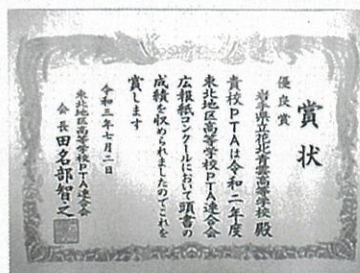 賞状
優良賞
岩手県立花北青雲高等学校殿
貴校PTAは令和二年度
東北地区高等学校PTA連合会
広報紙コンクールにおいて頭書の
成績を収められましたのでこれを
賞します
令和三年七月二日
東北地区高等学校PTA連合会
会長田名部智之